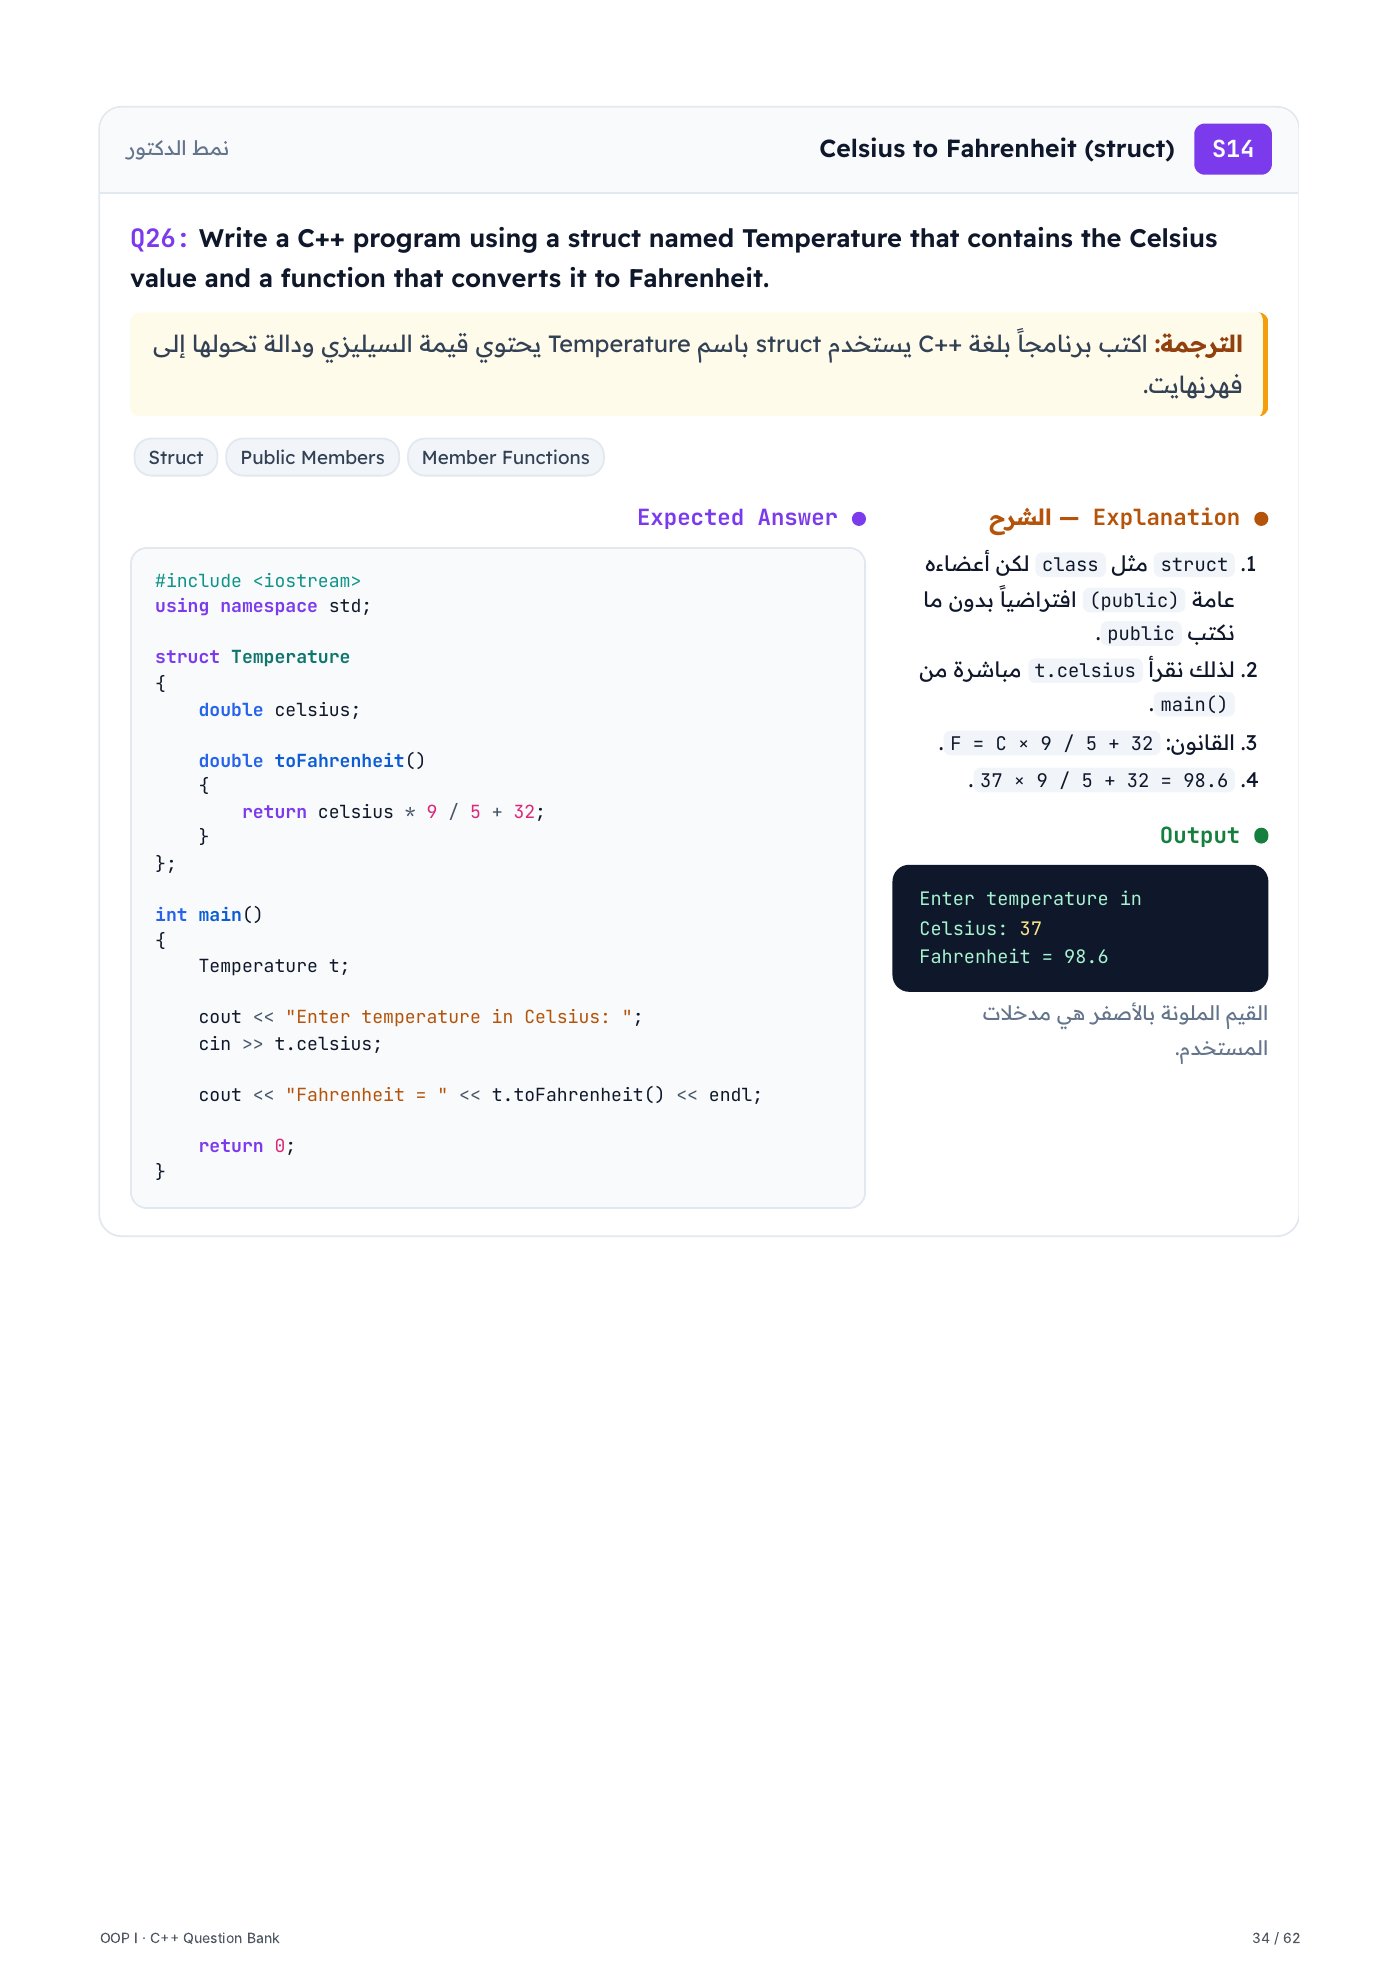 S14 Celsius to Fahrenheit (struct)
نمط الدكتور
Q26: Write a C++ program using a struct named Temperature that contains the Celsius
value and a function that converts it to Fahrenheit.
الترجمة: اكتب برنامجاً بلغة C++ يستخدم struct باسم Temperature يحتوي قيمة السيليزي ودالة تحولها إلى
فهرنهايت.
Struct
Public Members
Member Functions
Expected Answer
#include <iostream>
using namespace std;
struct Temperature
{
    double celsius;
    double toFahrenheit()
    {
        return celsius * 9 / 5 + 32;
    }
};
int main()
{
    Temperature t;
    cout << "Enter temperature in Celsius: ";
    cin >> t.celsius;
    cout << "Fahrenheit = " << t.toFahrenheit() << endl;
    return 0;
}
Explanation — الشرح
1. struct مثل class لكن أعضاءه
عامة (public) افتراضياً بدون ما
نكتب public.
2. لذلك نقرأ t.celsius مباشرة من
main().
3. القانون: F = C × 9 / 5 + 32.
4. 37 × 9 / 5 + 32 = 98.6.
Output
Enter temperature in
Celsius: 37
Fahrenheit = 98.6
القيم الملونة بالأصفر هي مدخلات
المستخدم.
OOP I · C++ Question Bank
34 / 62